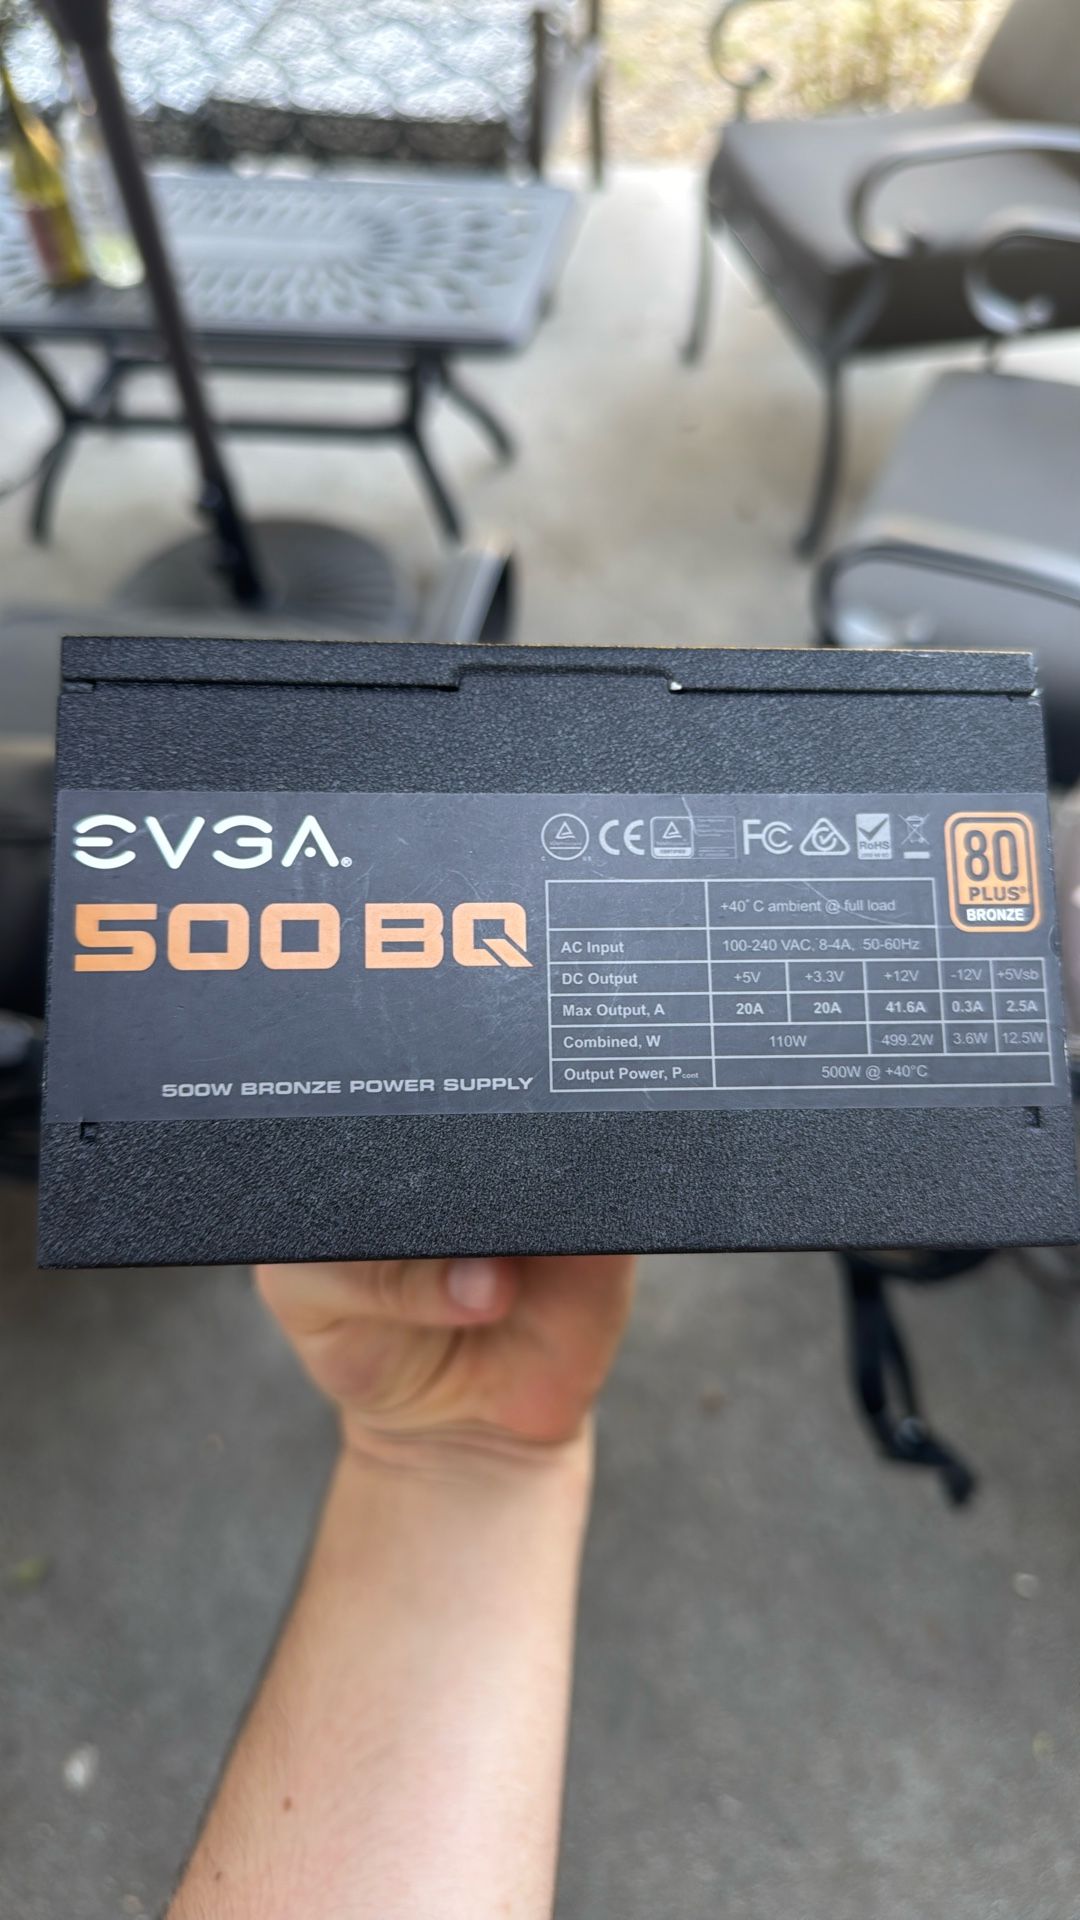 EVGA®
500 BQ
500W BRONZE POWER SUPPLY
CE
FC
RoHS
80
PLUS®
BRONZE
+40° C ambient @ full load
AC Input 100-240 VAC, 8-4A, 50-60Hz
DC Output +5V +3.3V +12V -12V +5Vsb
Max Output, A 20A 20A 41.6A 0.3A 2.5A
Combined, W 110W 499.2W 3.6W 12.5W
Output Power, Pcont 500W @ +40°C